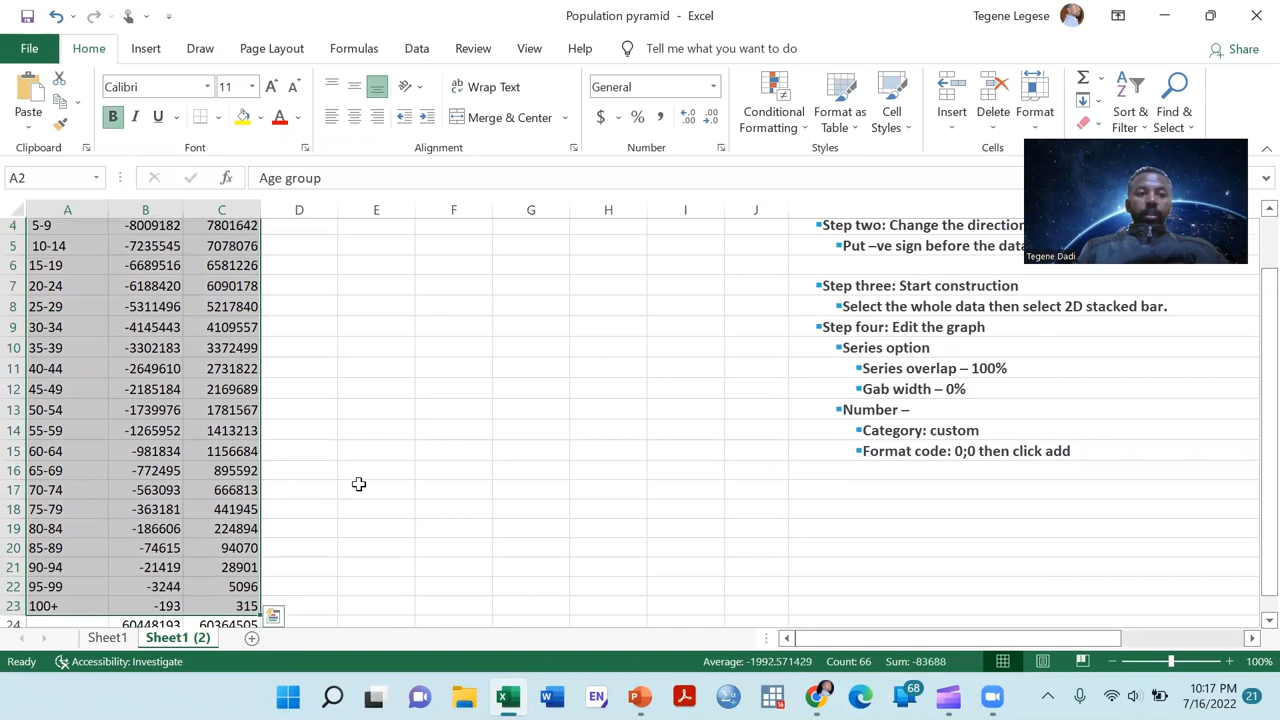 Population pyramid - Excel
Tegene Legese
File Home Insert Draw Page Layout Formulas Data Review View Help Tell me what you want to do Share
Paste
Calibri 11
Wrap Text
General
Merge & Center
Conditional Formatting
Format as Table
Cell Styles
Insert Delete Format
Sort & Filter
Find & Select
Clipboard Font Alignment Number Styles Cells
A2 fx Age group
Tegene Dadi
A B C D E F G H I J
4 5-9 -8009182 7801642 Step two: Change the direction
5 10-14 -7235545 7078076 Put –ve sign before the data
6 15-19 -6689516 6581226
7 20-24 -6188420 6090178 Step three: Start construction
8 25-29 -5311496 5217840 Select the whole data then select 2D stacked bar.
9 30-34 -4145443 4109557 Step four: Edit the graph
10 35-39 -3302183 3372499 Series option
11 40-44 -2649610 2731822 Series overlap – 100%
12 45-49 -2185184 2169689 Gab width – 0%
13 50-54 -1739976 1781567 Number –
14 55-59 -1265952 1413213 Category: custom
15 60-64 -981834 1156684 Format code: 0;0 then click add
16 65-69 -772495 895592
17 70-74 -563093 666813
18 75-79 -363181 441945
19 80-84 -186606 224894
20 85-89 -74615 94070
21 90-94 -21419 28901
22 95-99 -3244 5096
23 100+ -193 315
24 60448193 60364505
Sheet1 Sheet1 (2)
Ready Accessibility: Investigate Average: -1992.571429 Count: 66 Sum: -83688 100%
EN 16 68 10:17 PM
7/16/2022 21